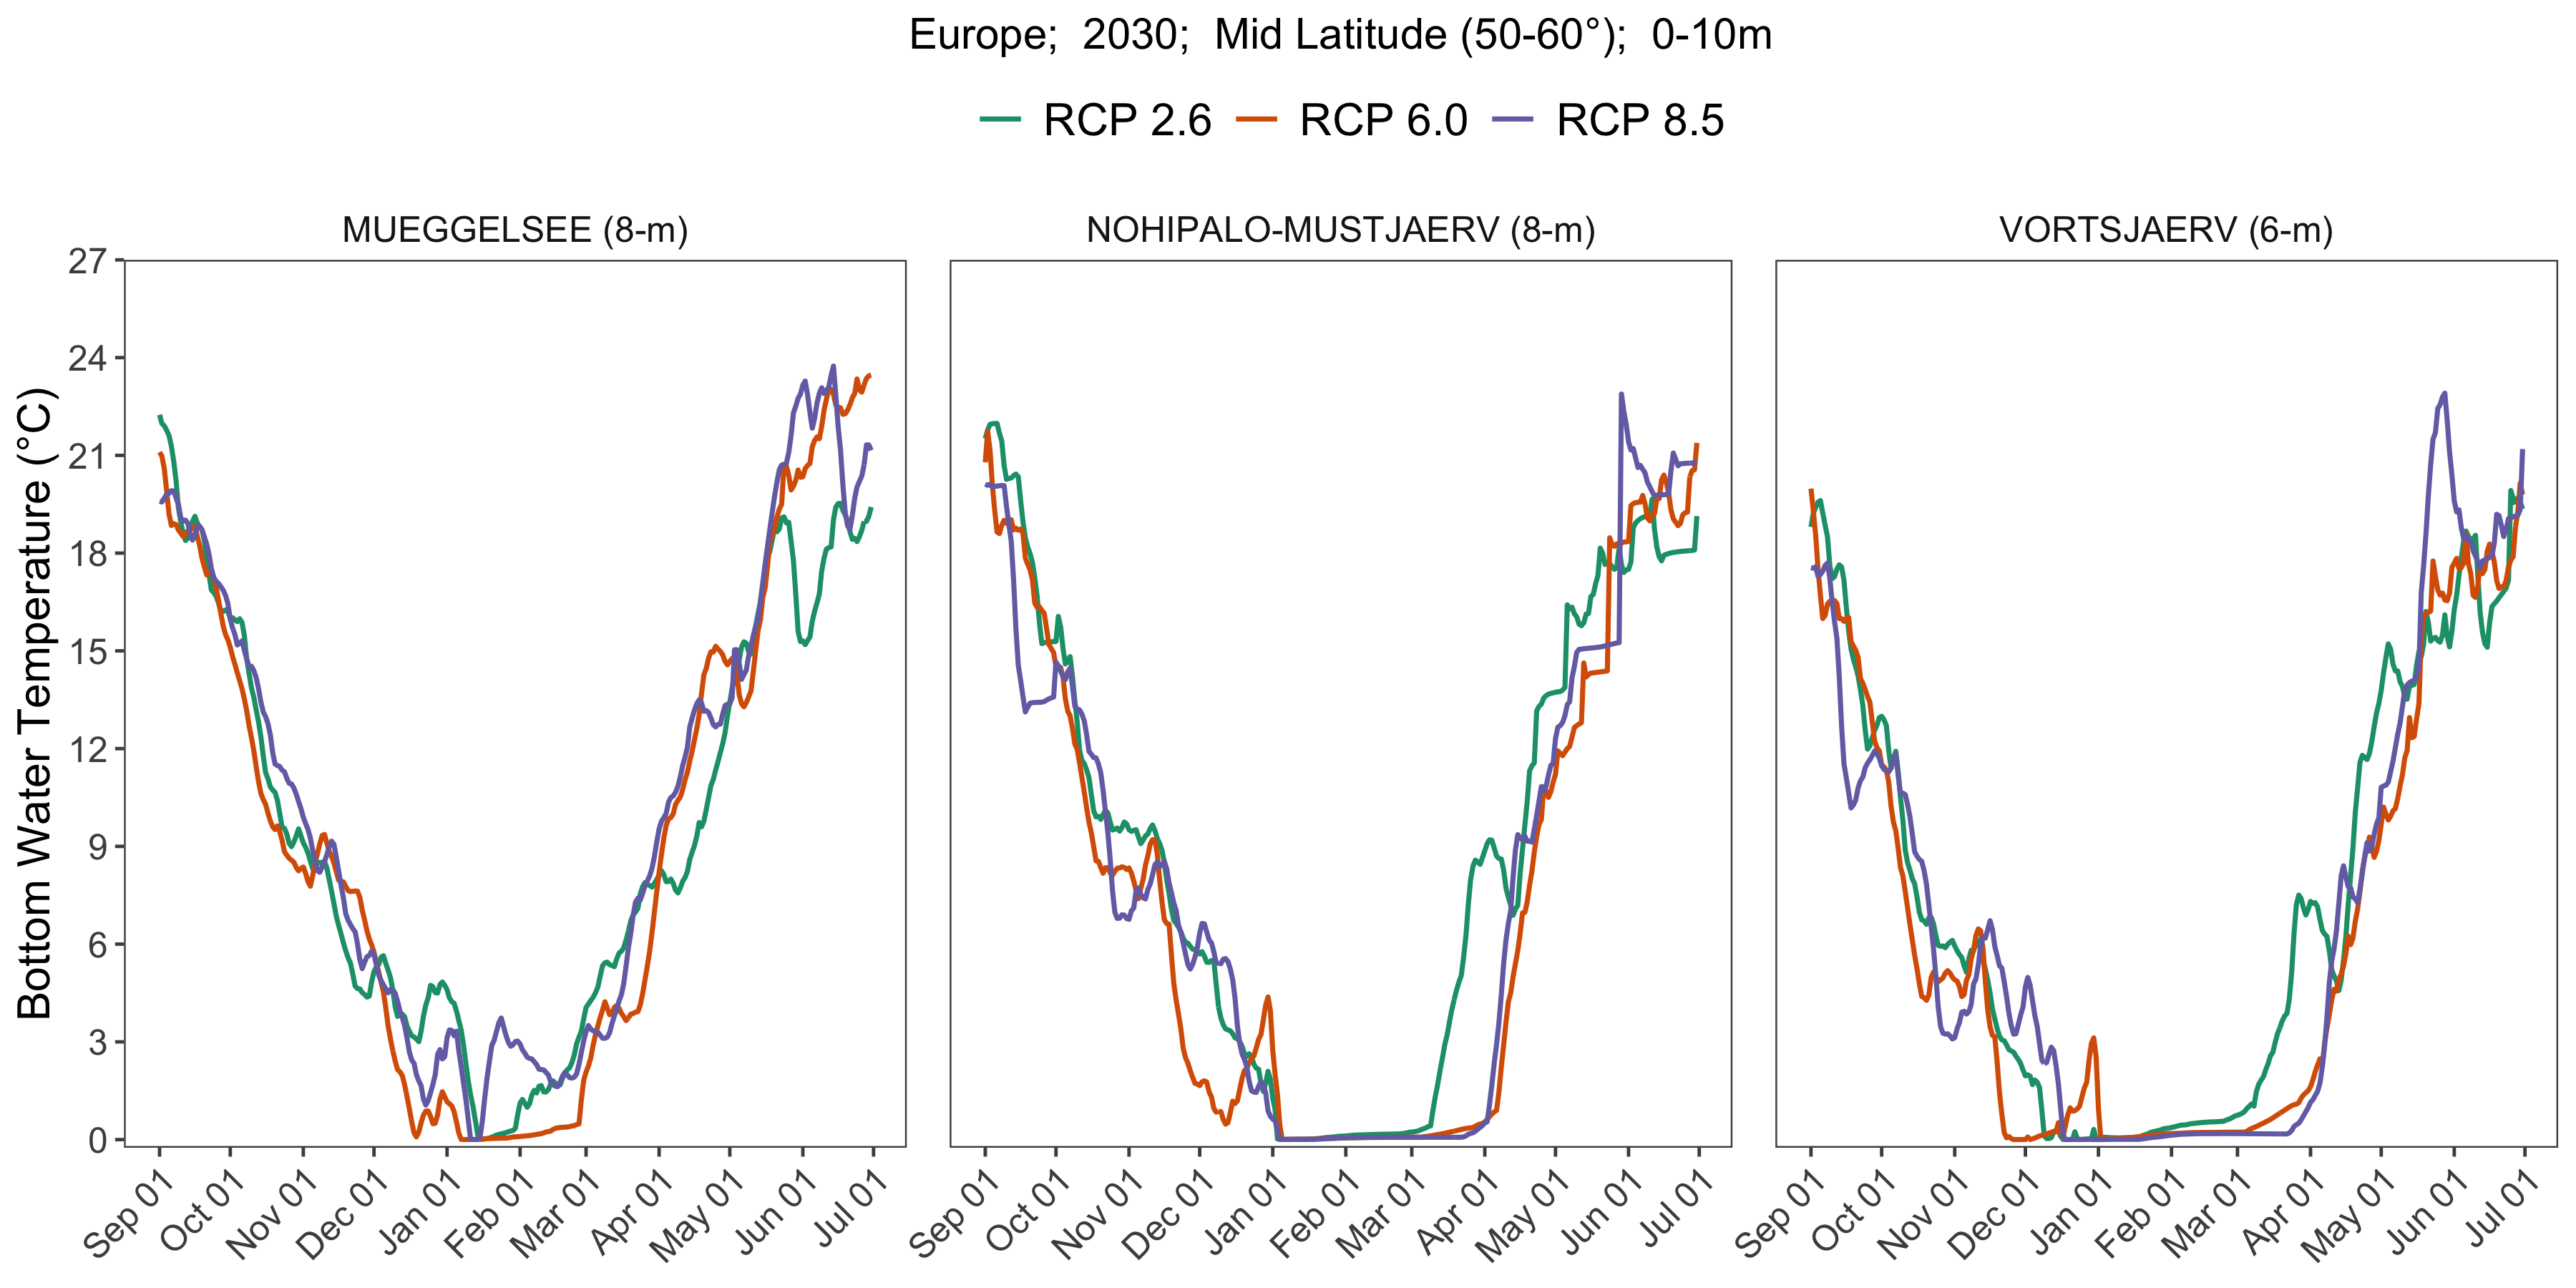 Europe; 2030; Mid Latitude (50-60°); 0-10m
RCP 2.6 RCP 6.0 RCP 8.5
MUEGGELSEE (8-m) NOHIPALO-MUSTJAERV (8-m) VORTSJAERV (6-m)
Bottom Water Temperature (°C)
27
24
21
18
15
12
9
6
3
0
Sep 01 Oct 01 Nov 01 Dec 01 Jan 01 Feb 01 Mar 01 Apr 01 May 01 Jun 01 Jul 01
Sep 01 Oct 01 Nov 01 Dec 01 Jan 01 Feb 01 Mar 01 Apr 01 May 01 Jun 01 Jul 01
Sep 01 Oct 01 Nov 01 Dec 01 Jan 01 Feb 01 Mar 01 Apr 01 May 01 Jun 01 Jul 01